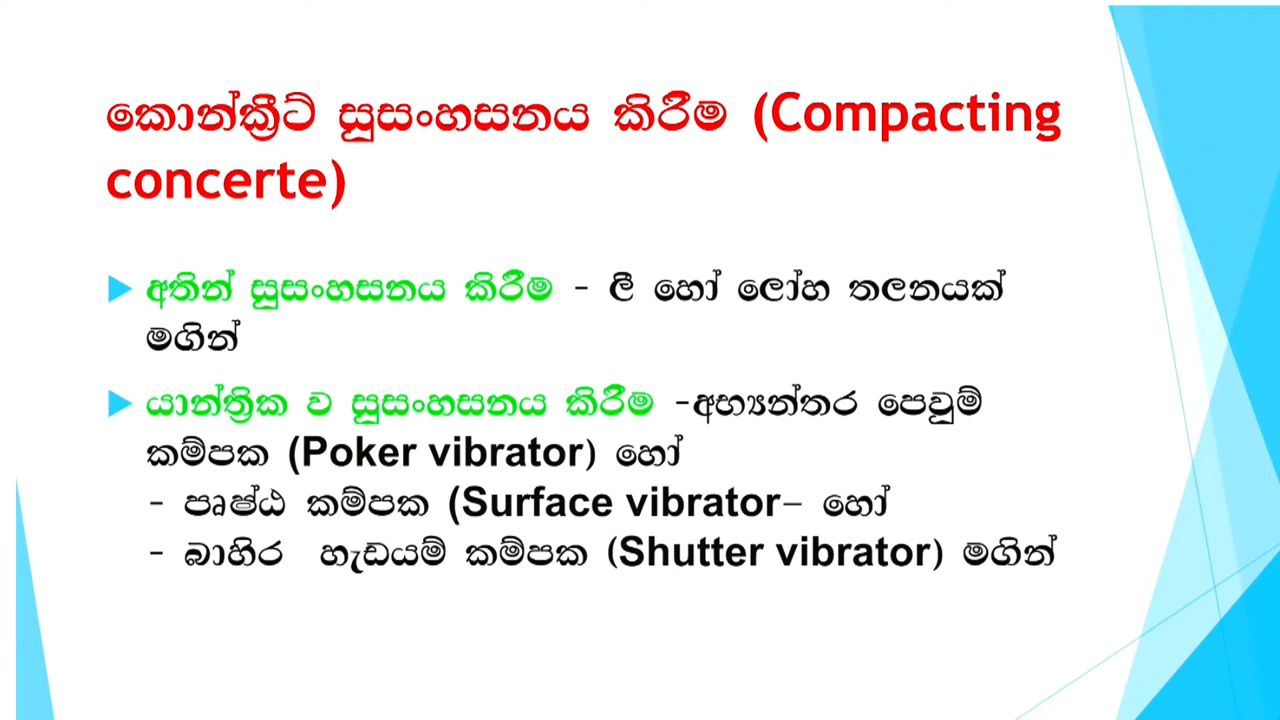 කොන්ක්‍රීට් සුසංහසනය කිරීම (Compacting
concerte)
අතින් සුසංහසනය කිරීම - ලී හෝ ලෝහ තලනයක්
මගින්
යාන්ත්‍රික ව සුසංහසනය කිරීම -අභ්‍යන්තර පෙවුම්
කම්පක (Poker vibrator) හෝ
- පෘෂ්ඨ කම්පක (Surface vibrator– හෝ
- බාහිර හැඩයම් කම්පක (Shutter vibrator) මගින්